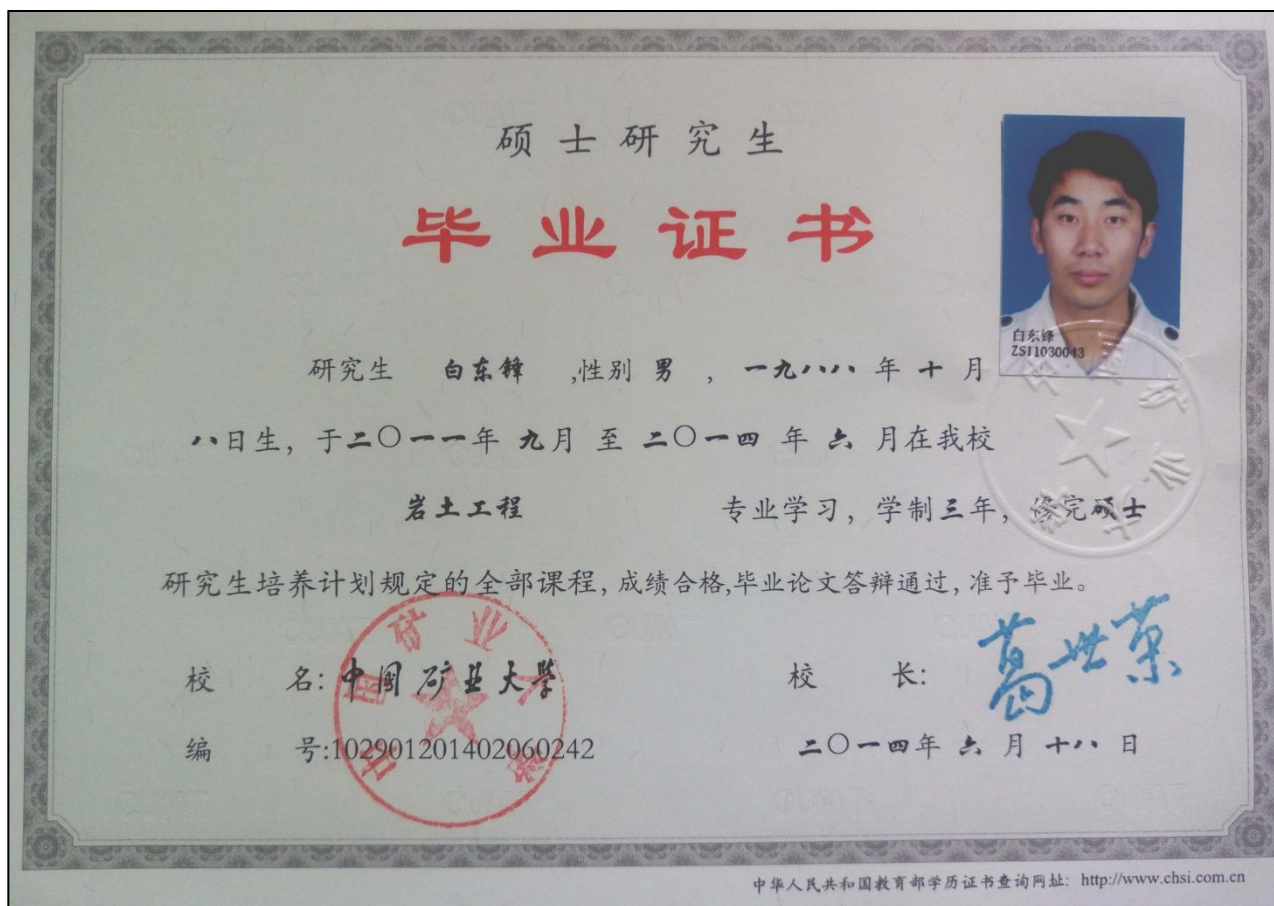 硕士研究生
毕业证书
白东锋
ZS11030043
研究生 白东锋 ,性别 男 , 一九八八 年 十 月
八日生, 于二〇一一年 九月 至 二〇一四 年 六 月在我校
岩土工程 专业学习, 学制三年, 修完硕士
研究生培养计划规定的全部课程, 成绩合格,毕业论文答辩通过, 准予毕业。
校 名: 中国矿业大学 校 长: 葛世荣
中国矿业大学
编 号:102901201402060242 二〇一四年 六 月 十八 日
中华人民共和国教育部学历证书查询网址: http://www.chsi.com.cn